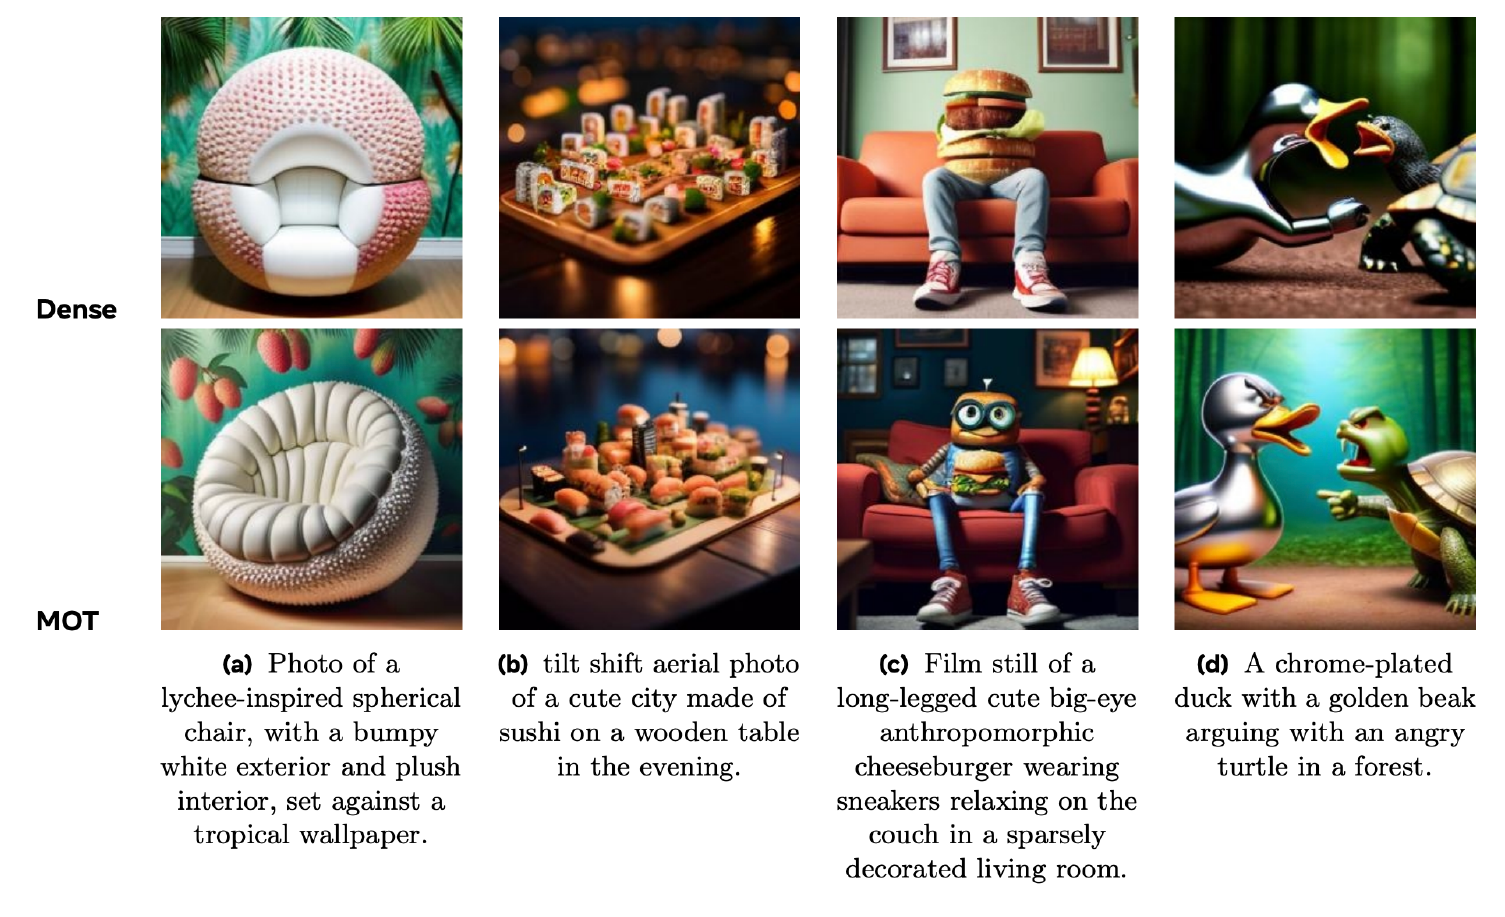 Dense
MOT
(a) Photo of a
lychee-inspired spherical
chair, with a bumpy
white exterior and plush
interior, set against a
tropical wallpaper.
(b) tilt shift aerial photo
of a cute city made of
sushi on a wooden table
in the evening.
(c) Film still of a
long-legged cute big-eye
anthropomorphic
cheeseburger wearing
sneakers relaxing on the
couch in a sparsely
decorated living room.
(d) A chrome-plated
duck with a golden beak
arguing with an angry
turtle in a forest.